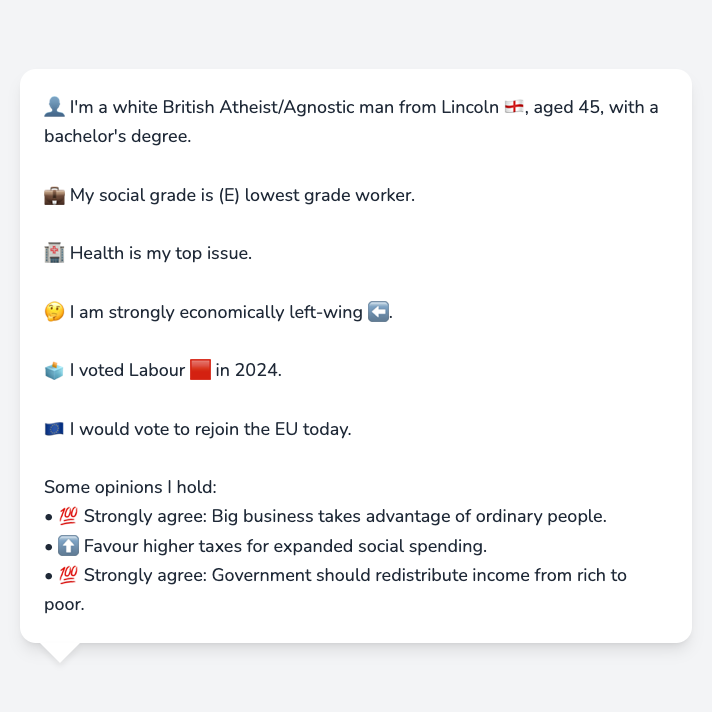 👤 I'm a white British Atheist/Agnostic man from Lincoln 🏴󠁧󠁢󠁥󠁮󠁧󠁿, aged 45, with a
bachelor's degree.
💼 My social grade is (E) lowest grade worker.
🏥 Health is my top issue.
🤔 I am strongly economically left-wing ⬅️.
🗳️ I voted Labour 🟥 in 2024.
🇪🇺 I would vote to rejoin the EU today.
Some opinions I hold:
• 💯 Strongly agree: Big business takes advantage of ordinary people.
• ⬆️ Favour higher taxes for expanded social spending.
• 💯 Strongly agree: Government should redistribute income from rich to
poor.